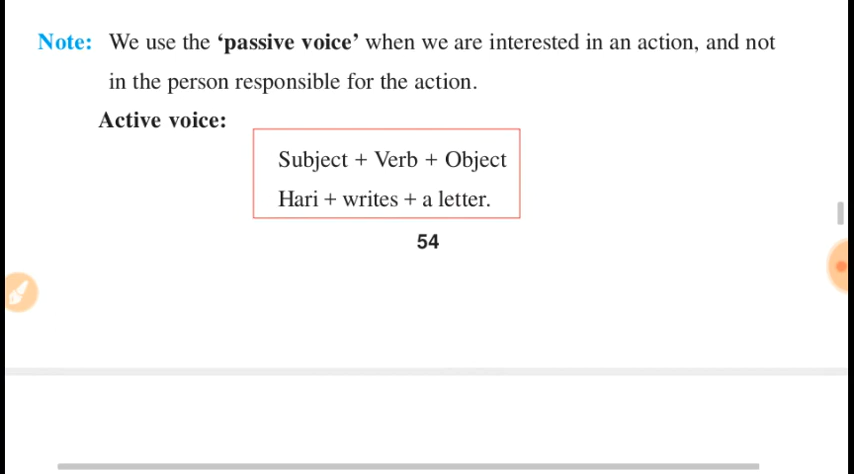 Note: We use the ‘passive voice’ when we are interested in an action, and not
in the person responsible for the action.
Active voice:
Subject + Verb + Object
Hari + writes + a letter.
54